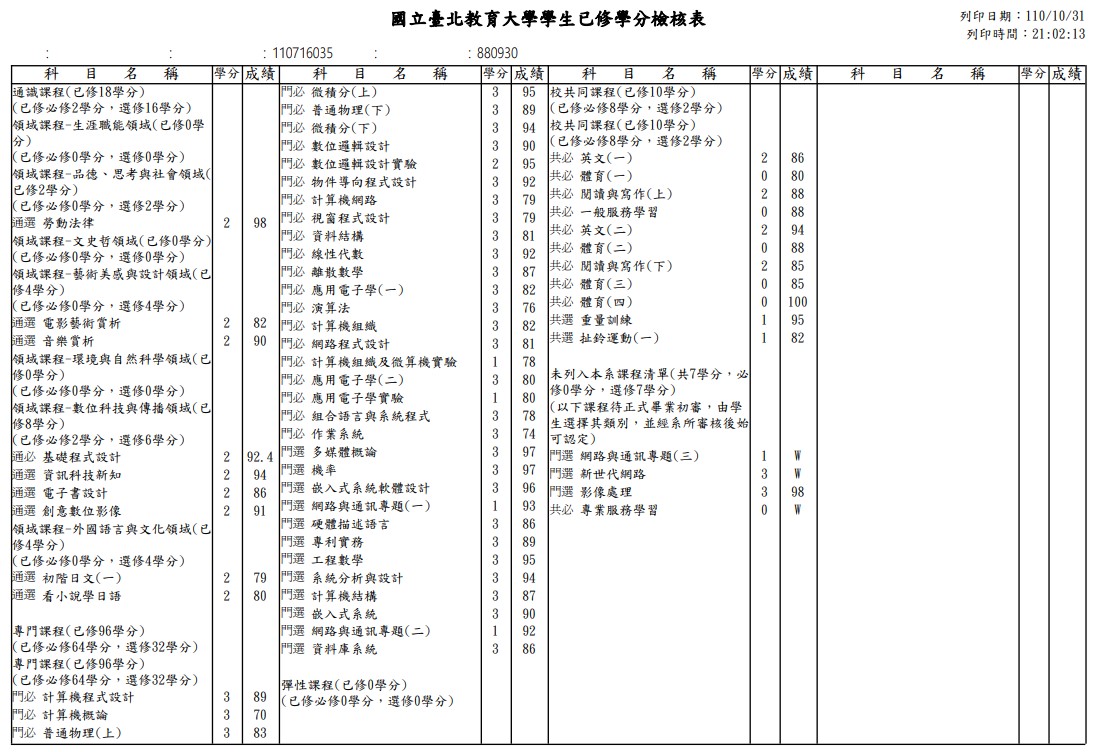 國立臺北教育大學學生已修學分檢核表
列印日期：110/10/31
列印時間：21:02:13
： ： ：110716035 ：880930
科 目 名 稱 學分 成績 科 目 名 稱 學分 成績 科 目 名 稱 學分 成績 科 目 名 稱 學分 成績
通識課程(已修18學分)
(已修必修2學分，選修16學分)
領域課程-生涯職能領域(已修0學
分)
(已修必修0學分，選修0學分)
領域課程-品德、思考與社會領域(
已修2學分)
(已修必修0學分，選修2學分)
通選 勞動法律 2 98
領域課程-文史哲領域(已修0學分)
(已修必修0學分，選修0學分)
領域課程-藝術美感與設計領域(已
修4學分)
(已修必修0學分，選修4學分)
通選 電影藝術賞析 2 82
通選 音樂賞析 2 90
領域課程-環境與自然科學領域(已
修0學分)
(已修必修0學分，選修0學分)
領域課程-數位科技與傳播領域(已
修8學分)
(已修必修2學分，選修6學分)
通必 基礎程式設計 2 92.4
通選 資訊科技新知 2 94
通選 電子書設計 2 86
通選 創意數位影像 2 91
領域課程-外國語言與文化領域(已
修4學分)
(已修必修0學分，選修4學分)
通選 初階日文(一) 2 79
通選 看小說學日語 2 80
專門課程(已修96學分)
(已修必修64學分，選修32學分)
專門課程(已修96學分)
(已修必修64學分，選修32學分)
門必 計算機程式設計 3 89
門必 計算機概論 3 70
門必 普通物理(上) 3 83
門必 微積分(上) 3 95
門必 普通物理(下) 3 89
門必 微積分(下) 3 94
門必 數位邏輯設計 3 90
門必 數位邏輯設計實驗 2 95
門必 物件導向程式設計 3 92
門必 計算機網路 3 79
門必 視窗程式設計 3 79
門必 資料結構 3 81
門必 線性代數 3 92
門必 離散數學 3 87
門必 應用電子學(一) 3 82
門必 演算法 3 76
門必 計算機組織 3 82
門必 網路程式設計 3 81
門必 計算機組織及微算機實驗 1 78
門必 應用電子學(二) 3 80
門必 應用電子學實驗 1 80
門必 組合語言與系統程式 3 78
門必 作業系統 3 74
門選 多媒體概論 3 97
門選 機率 3 97
門選 嵌入式系統軟體設計 3 96
門選 網路與通訊專題(一) 1 93
門選 硬體描述語言 3 86
門選 專利實務 3 89
門選 工程數學 3 95
門選 系統分析與設計 3 94
門選 計算機結構 3 87
門選 嵌入式系統 3 90
門選 網路與通訊專題(二) 1 92
門選 資料庫系統 3 86
彈性課程(已修0學分)
(已修必修0學分，選修0學分)
校共同課程(已修10學分)
(已修必修8學分，選修2學分)
校共同課程(已修10學分)
(已修必修8學分，選修2學分)
共必 英文(一) 2 86
共必 體育(一) 0 80
共必 閱讀與寫作(上) 2 88
共必 一般服務學習 0 88
共必 英文(二) 2 94
共必 體育(二) 0 88
共必 閱讀與寫作(下) 2 85
共必 體育(三) 0 85
共必 體育(四) 0 100
共選 重量訓練 1 95
共選 扯鈴運動(一) 1 82
未列入本系課程清單(共7學分，必
修0學分，選修7學分)
(以下課程待正式畢業初審，由學
生選擇其類別，並經系所審核後始
可認定)
門選 網路與通訊專題(三) 1 W
門選 新世代網路 3 W
門選 影像處理 3 98
共必 專業服務學習 0 W